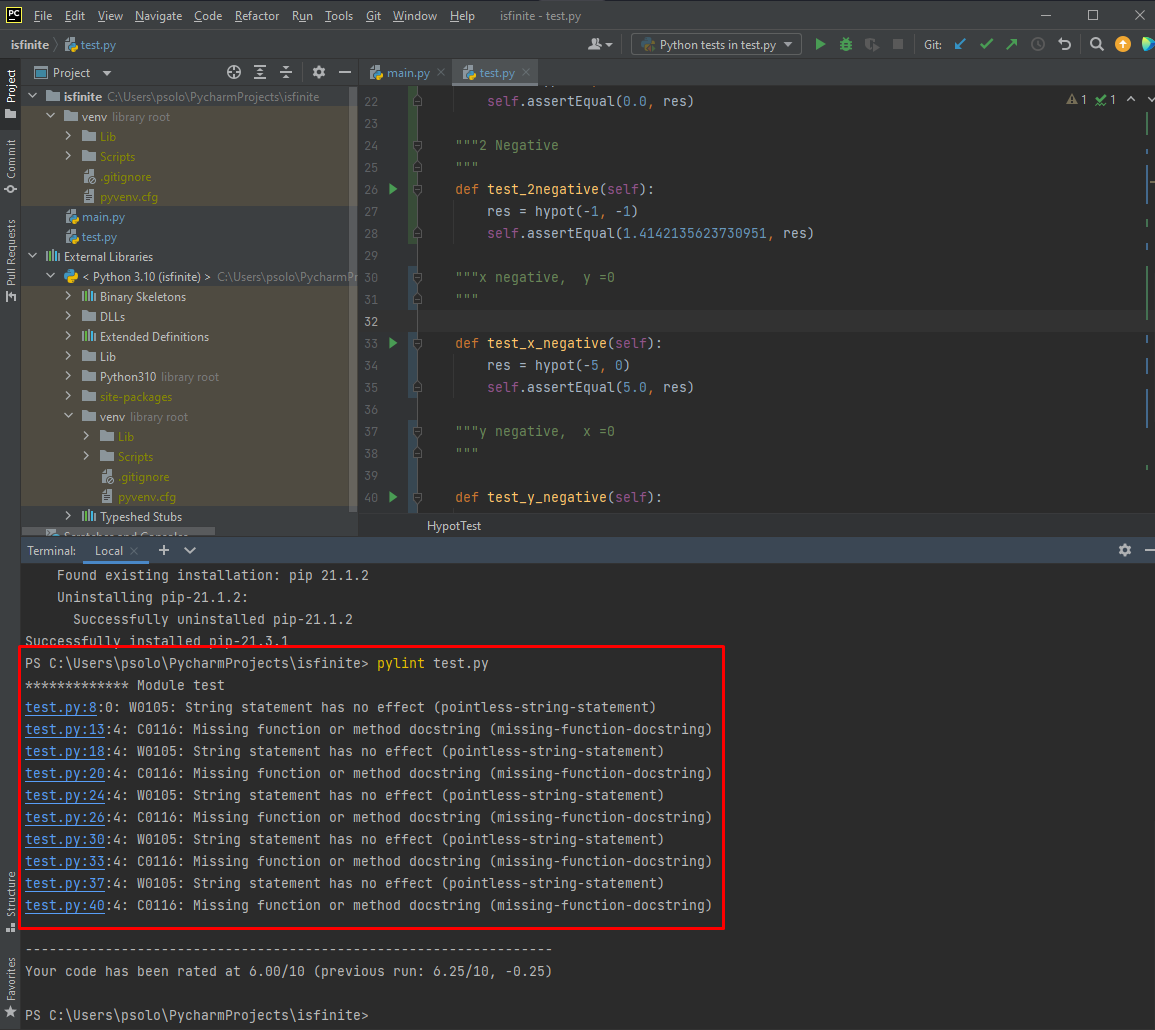 PC File Edit View Navigate Code Refactor Run Tools Git Window Help isfinite - test.py
isfinite test.py Python tests in test.py Git:
Project main.py test.py
Project
Commit
Pull Requests
Structure
Favorites
isfinite C:\Users\psolo\PycharmProjects\isfinite
venv library root
Lib
Scripts
.gitignore
pyvenv.cfg
main.py
test.py
External Libraries
< Python 3.10 (isfinite) > C:\Users\psolo\PycharmPr
Binary Skeletons
DLLs
Extended Definitions
Lib
Python310 library root
site-packages
venv library root
Lib
Scripts
.gitignore
pyvenv.cfg
Typeshed Stubs
Scratches and Consoles
1 1
22 self.assertEqual(0.0, res)
23
24 """2 Negative
25 """
26 def test_2negative(self):
27 res = hypot(-1, -1)
28 self.assertEqual(1.4142135623730951, res)
29
30 """x negative,  y =0
31 """
32
33 def test_x_negative(self):
34 res = hypot(-5, 0)
35 self.assertEqual(5.0, res)
36
37 """y negative,  x =0
38 """
39
40 def test_y_negative(self):
HypotTest
Terminal: Local
Found existing installation: pip 21.1.2
Uninstalling pip-21.1.2:
Successfully uninstalled pip-21.1.2
Successfully installed pip-21.3.1
PS C:\Users\psolo\PycharmProjects\isfinite> pylint test.py
************* Module test
test.py:8:0: W0105: String statement has no effect (pointless-string-statement)
test.py:13:4: C0116: Missing function or method docstring (missing-function-docstring)
test.py:18:4: W0105: String statement has no effect (pointless-string-statement)
test.py:20:4: C0116: Missing function or method docstring (missing-function-docstring)
test.py:24:4: W0105: String statement has no effect (pointless-string-statement)
test.py:26:4: C0116: Missing function or method docstring (missing-function-docstring)
test.py:30:4: W0105: String statement has no effect (pointless-string-statement)
test.py:33:4: C0116: Missing function or method docstring (missing-function-docstring)
test.py:37:4: W0105: String statement has no effect (pointless-string-statement)
test.py:40:4: C0116: Missing function or method docstring (missing-function-docstring)
------------------------------------------------------------------
Your code has been rated at 6.00/10 (previous run: 6.25/10, -0.25)
PS C:\Users\psolo\PycharmProjects\isfinite>